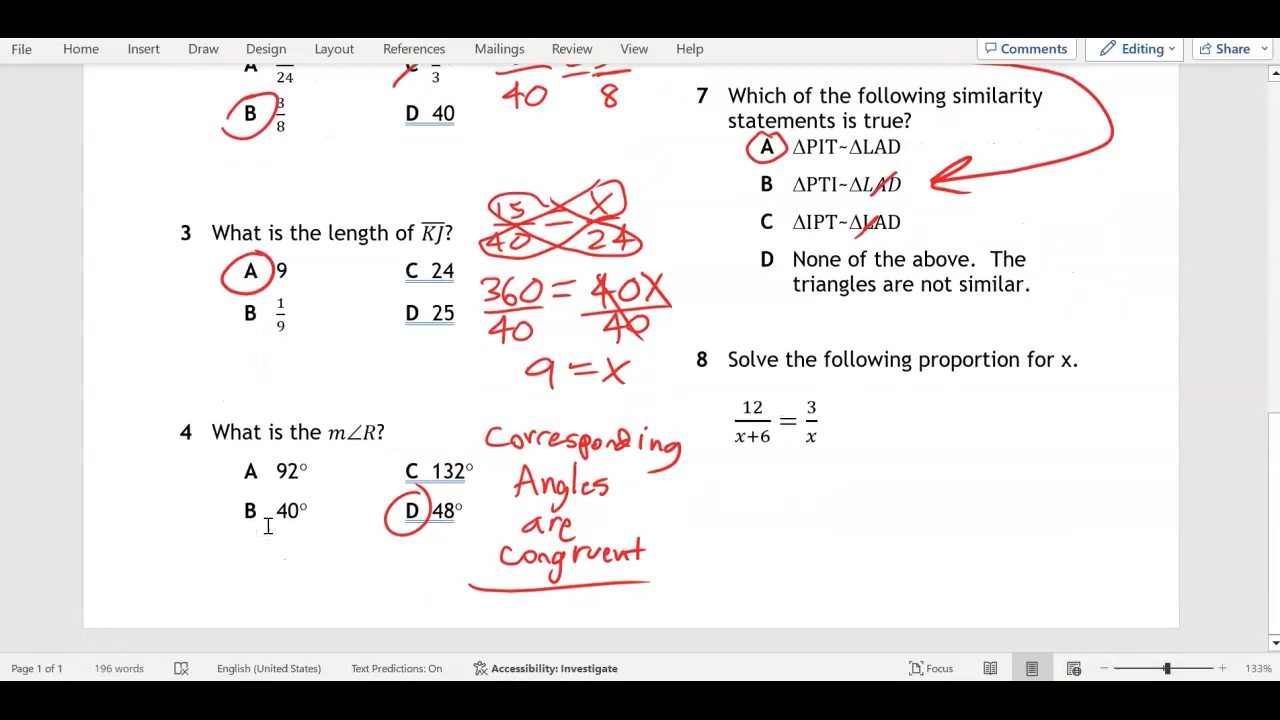 File Home Insert Draw Design Layout References Mailings Review View Help Comments Editing Share
A 24
3
B 3/8
D 40
40 = 8
3 What is the length of KJ?
A 9
C 24
B 1/9
D 25
15/40 = x/24
360/40 = 40x/40
9 = x
4 What is the m∠R?
A 92°
C 132°
B 40°
D 48°
Corresponding
Angles
are
congruent
7 Which of the following similarity
statements is true?
A ΔPIT~ΔLAD
B ΔPTI~ΔLAD
C ΔIPT~ΔLAD
D None of the above. The
triangles are not similar.
8 Solve the following proportion for x.
12/x+6 = 3/x
Page 1 of 1 196 words English (United States) Text Predictions: On Accessibility: Investigate Focus 133%